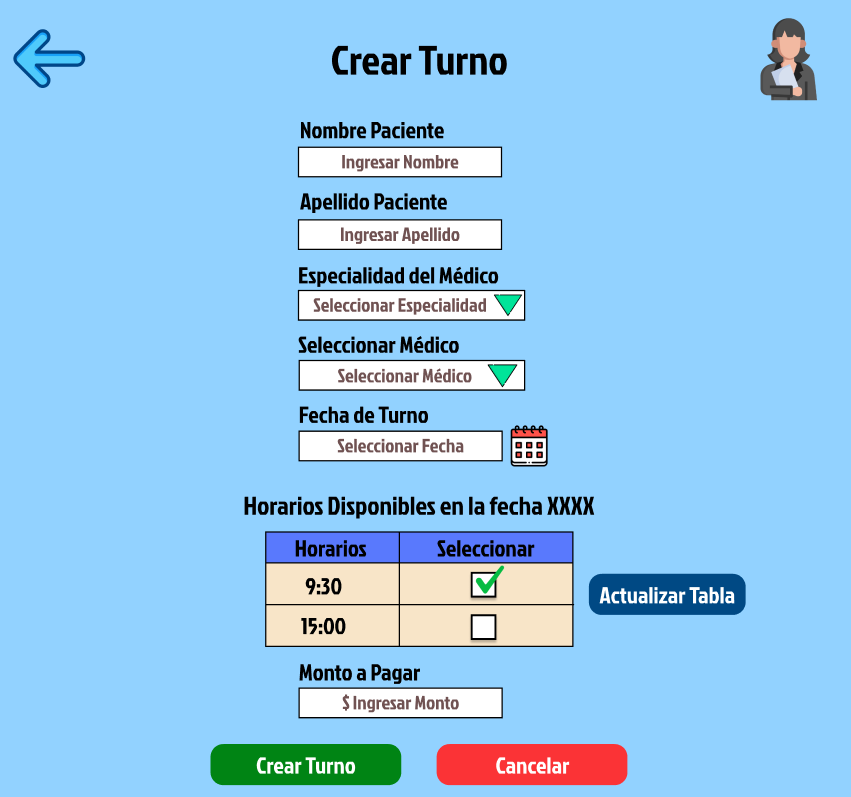 Crear Turno
Nombre Paciente
Ingresar Nombre
Apellido Paciente
Ingresar Apellido
Especialidad del Médico
Seleccionar Especialidad
Seleccionar Médico
Seleccionar Médico
Fecha de Turno
Seleccionar Fecha
Horarios Disponibles en la fecha XXXX
Horarios Seleccionar
9:30
15:00
Actualizar Tabla
Monto a Pagar
$ Ingresar Monto
Crear Turno
Cancelar